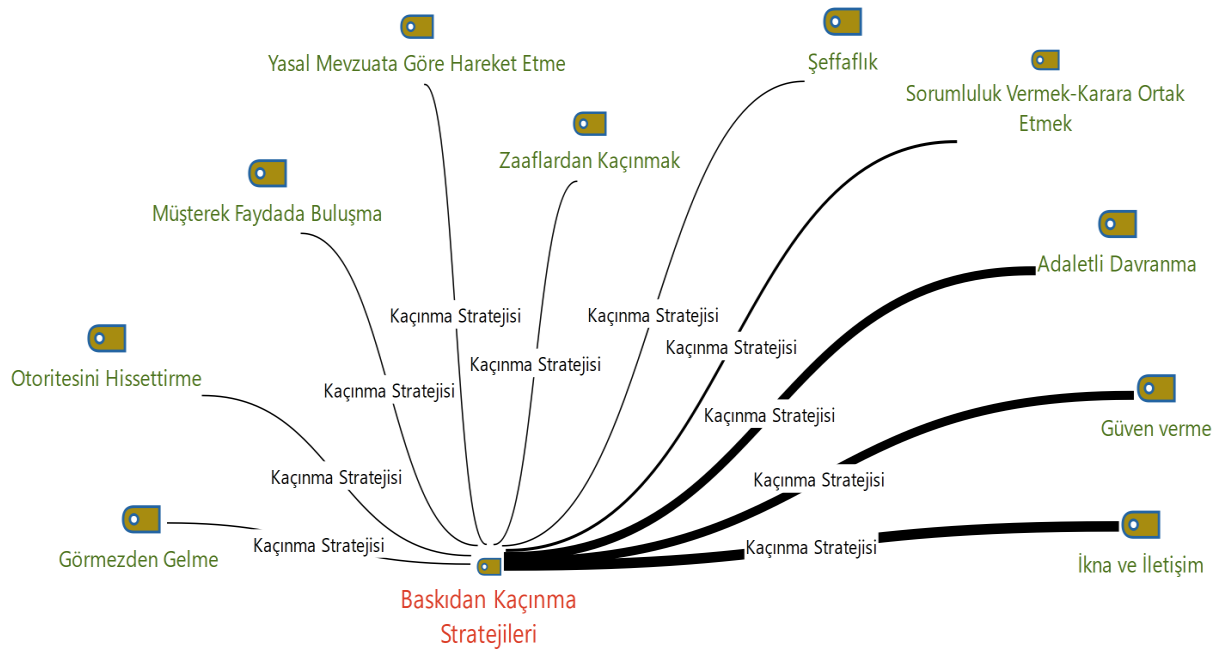 Yasal Mevzuata Göre Hareket Etme
Şeffaflık
Sorumluluk Vermek-Karara Ortak
Etmek
Zaaflardan Kaçınmak
Müşterek Faydada Buluşma
Adaletli Davranma
Kaçınma Stratejisi
Kaçınma Stratejisi
Kaçınma Stratejisi
Kaçınma Stratejisi
Otoritesini Hissettirme
Kaçınma Stratejisi
Kaçınma Stratejisi
Güven verme
Kaçınma Stratejisi
Kaçınma Stratejisi
Kaçınma Stratejisi
Kaçınma Stratejisi
Görmezden Gelme
İkna ve İletişim
Baskıdan Kaçınma
Stratejileri